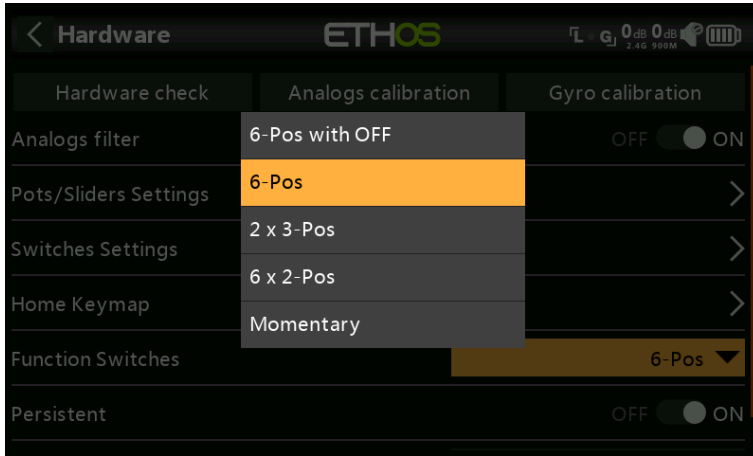 Hardware
ETHOS
L G 0dB 0dB
2.4G 900M
Hardware check
Analogs calibration
Gyro calibration
Analogs filter
OFF ON
Pots/Sliders Settings
Switches Settings
Home Keymap
Function Switches
6-Pos
Persistent
OFF ON
6-Pos with OFF
6-Pos
2 x 3-Pos
6 x 2-Pos
Momentary